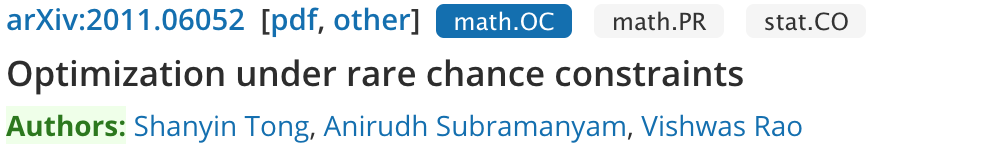 arXiv:2011.06052 [pdf, other] math.OC math.PR stat.CO
Optimization under rare chance constraints
Authors: Shanyin Tong, Anirudh Subramanyam, Vishwas Rao